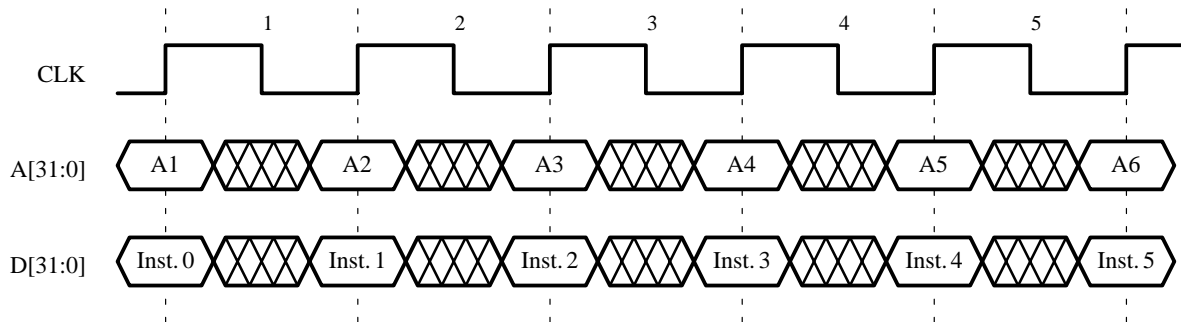 1 2 3 4 5
CLK
A[31:0] A1 A2 A3 A4 A5 A6
D[31:0] Inst. 0 Inst. 1 Inst. 2 Inst. 3 Inst. 4 Inst. 5